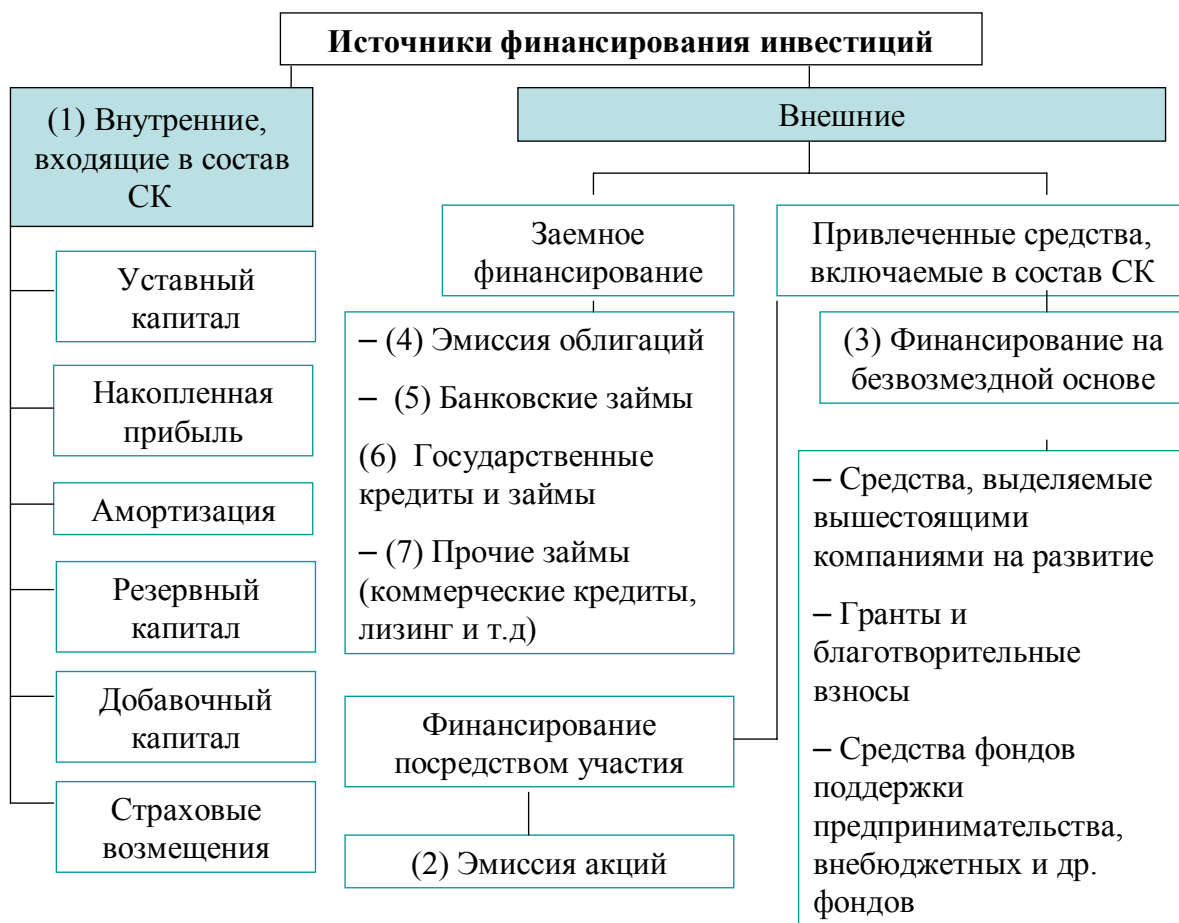 Источники финансирования инвестиций
(1) Внутренние,
входящие в состав
СК
Уставный
капитал
Накопленная
прибыль
Амортизация
Резервный
капитал
Добавочный
капитал
Страховые
возмещения
Внешние
Заемное
финансирование
– (4) Эмиссия облигаций
– (5) Банковские займы
(6) Государственные
кредиты и займы
– (7) Прочие займы
(коммерческие кредиты,
лизинг и т.д)
Финансирование
посредством участия
(2) Эмиссия акций
Привлеченные средства,
включаемые в состав СК
(3) Финансирование на
безвозмездной основе
– Средства, выделяемые
вышестоящими
компаниями на развитие
– Гранты и
благотворительные
взносы
– Средства фондов
поддержки
предпринимательства,
внебюджетных и др.
фондов